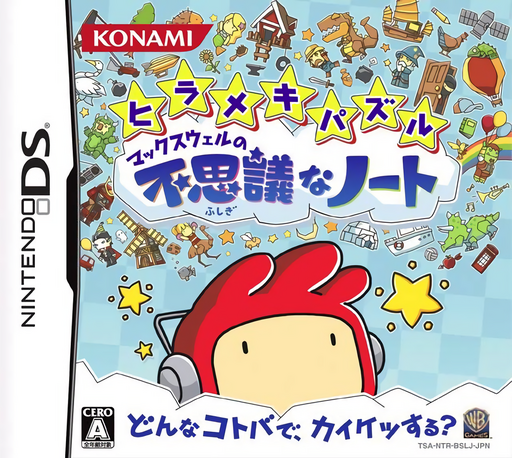 KONAMI
NINTENDO DS
ヒラメキパズル
マックスウェルの
不思議なノート
ふしぎ
CERO
A
全年齢対象
どんなコトバで、カイケツする?
WB
GAMES
TSA-NTR-BSLJ-JPN